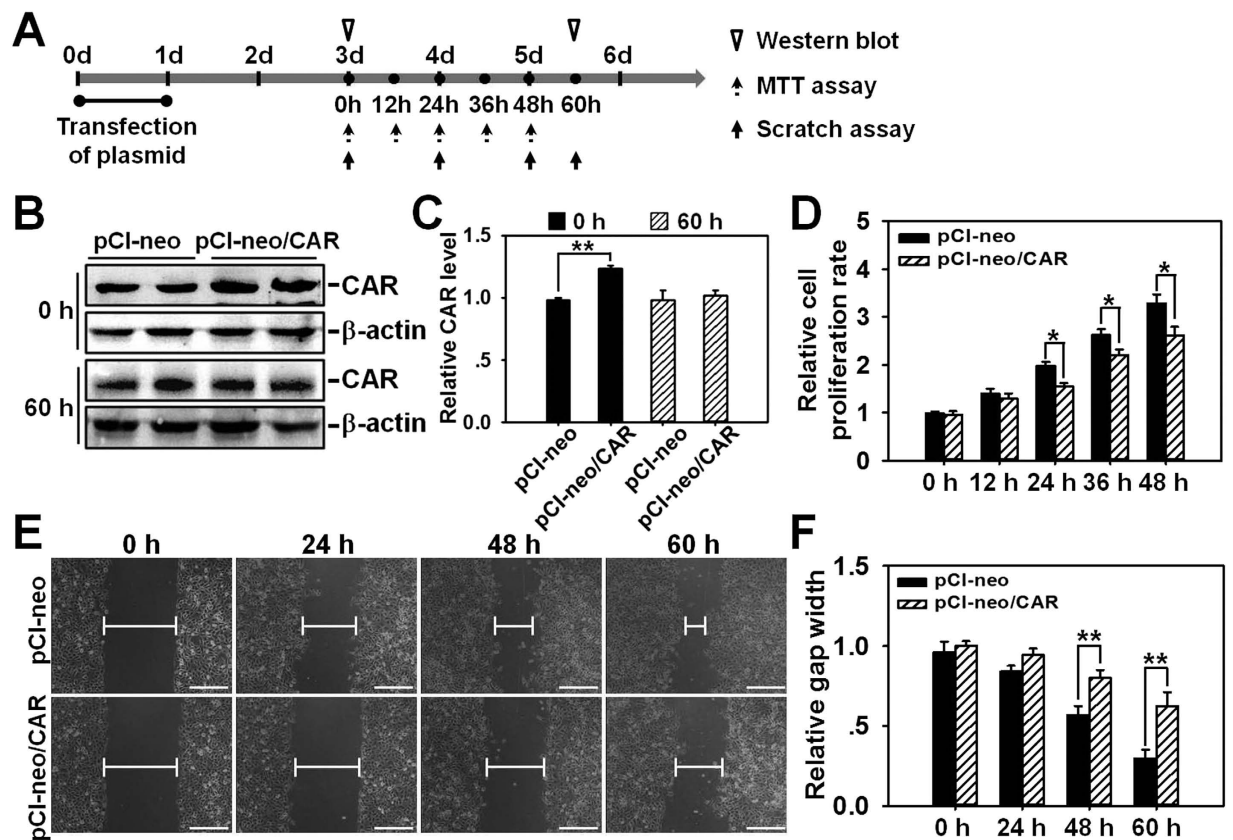 A
0d 1d 2d 3d 4d 5d 6d
0h 12h 24h 36h 48h 60h
Transfection
of plasmid
Western blot
MTT assay
Scratch assay
B
pCI-neo pCI-neo/CAR
0 h
CAR
β-actin
60 h
CAR
β-actin
C
0 h 60 h
Relative CAR level
1.5
1.0
.5
0.0
pCI-neo
pCI-neo/CAR
pCI-neo
pCI-neo/CAR
**
D
Relative cell
proliferation rate
pCI-neo
pCI-neo/CAR
5
4
3
2
1
0
* * *
0 h 12 h 24 h 36 h 48 h
E
0 h 24 h 48 h 60 h
pCI-neo
pCI-neo/CAR
F
Relative gap width
pCI-neo
pCI-neo/CAR
1.5
1.0
.5
0.0
** **
0 h 24 h 48 h 60 h